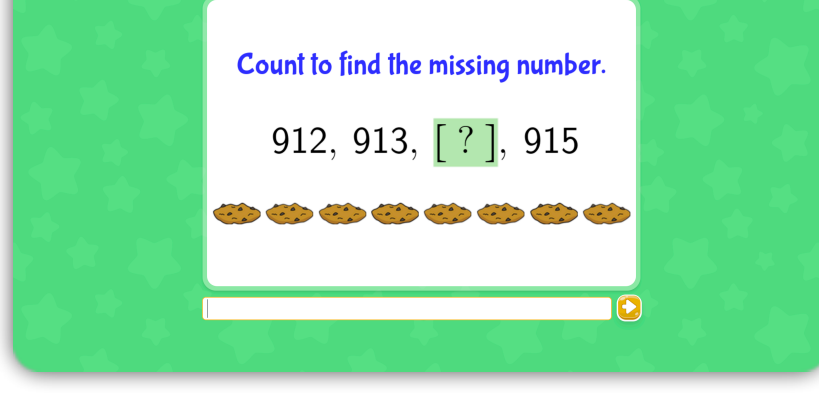 Count to find the missing number.
912, 913, [ ? ], 915